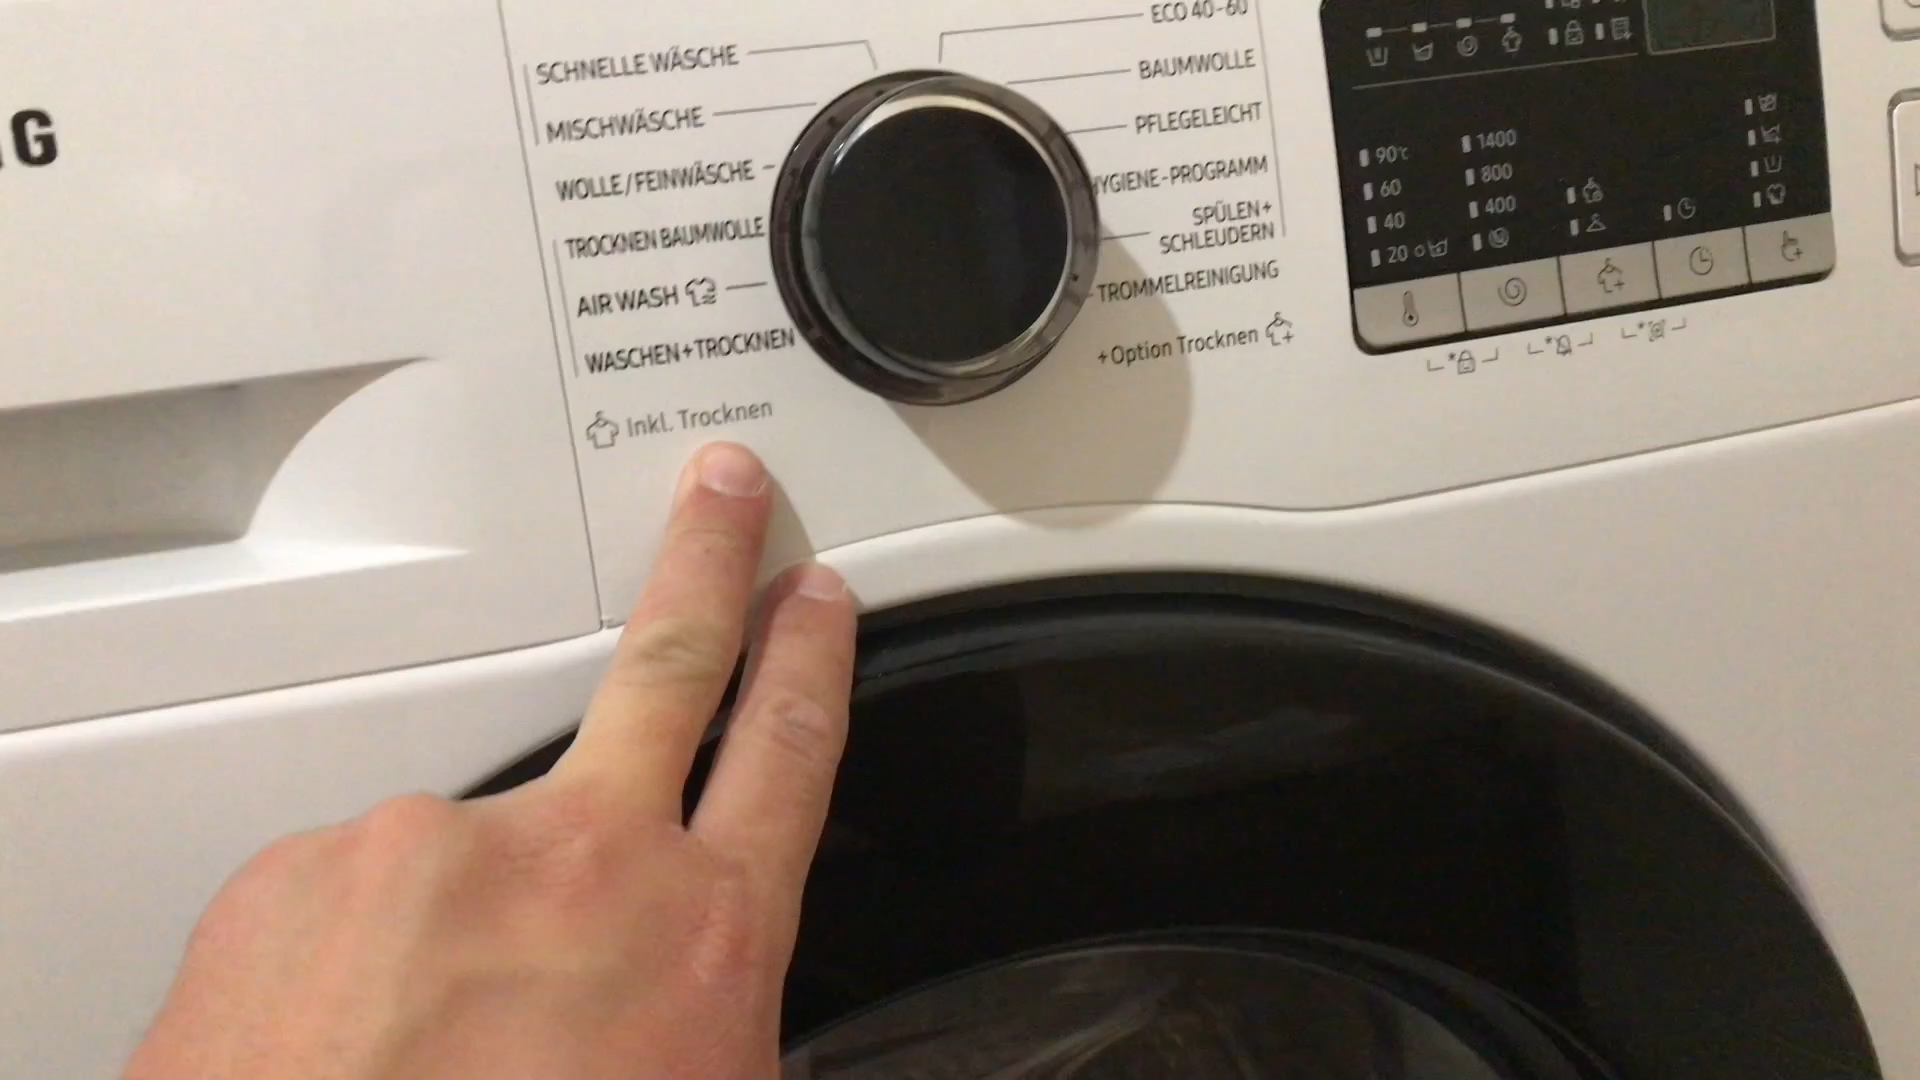 G
SCHNELLE WÄSCHE
MISCHWÄSCHE
WOLLE/FEINWÄSCHE
TROCKNEN BAUMWOLLE
AIR WASH
WASCHEN+TROCKNEN
Inkl. Trocknen
ECO 40-60
BAUMWOLLE
PFLEGELEICHT
HYGIENE-PROGRAMM
SPÜLEN+
SCHLEUDERN
TROMMELREINIGUNG
+Option Trocknen
90℃ 1400
60 800
40 400
20